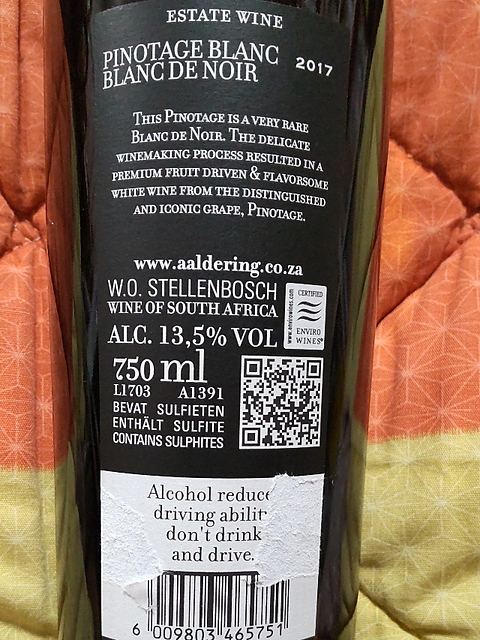 ESTATE WINE
PINOTAGE BLANC
BLANC DE NOIR 2017
THIS PINOTAGE IS A VERY RARE
BLANC DE NOIR. THE DELICATE
WINEMAKING PROCESS RESULTED IN A
PREMIUM FRUIT DRIVEN & FLAVORSOME
WHITE WINE FROM THE DISTINGUISHED
AND ICONIC GRAPE, PINOTAGE.
www.aaldering.co.za
W.O. STELLENBOSCH
WINE OF SOUTH AFRICA
ALC. 13,5% VOL
CERTIFIED
www.envirowines.com
ENVIRO
WINES®
750 ml
L1703 A1391
BEVAT SULFIETEN
ENTHÄLT SULFITE
CONTAINS SULPHITES
Alcohol reduce
driving abilit
don't drink
and drive.
6 009803 465751